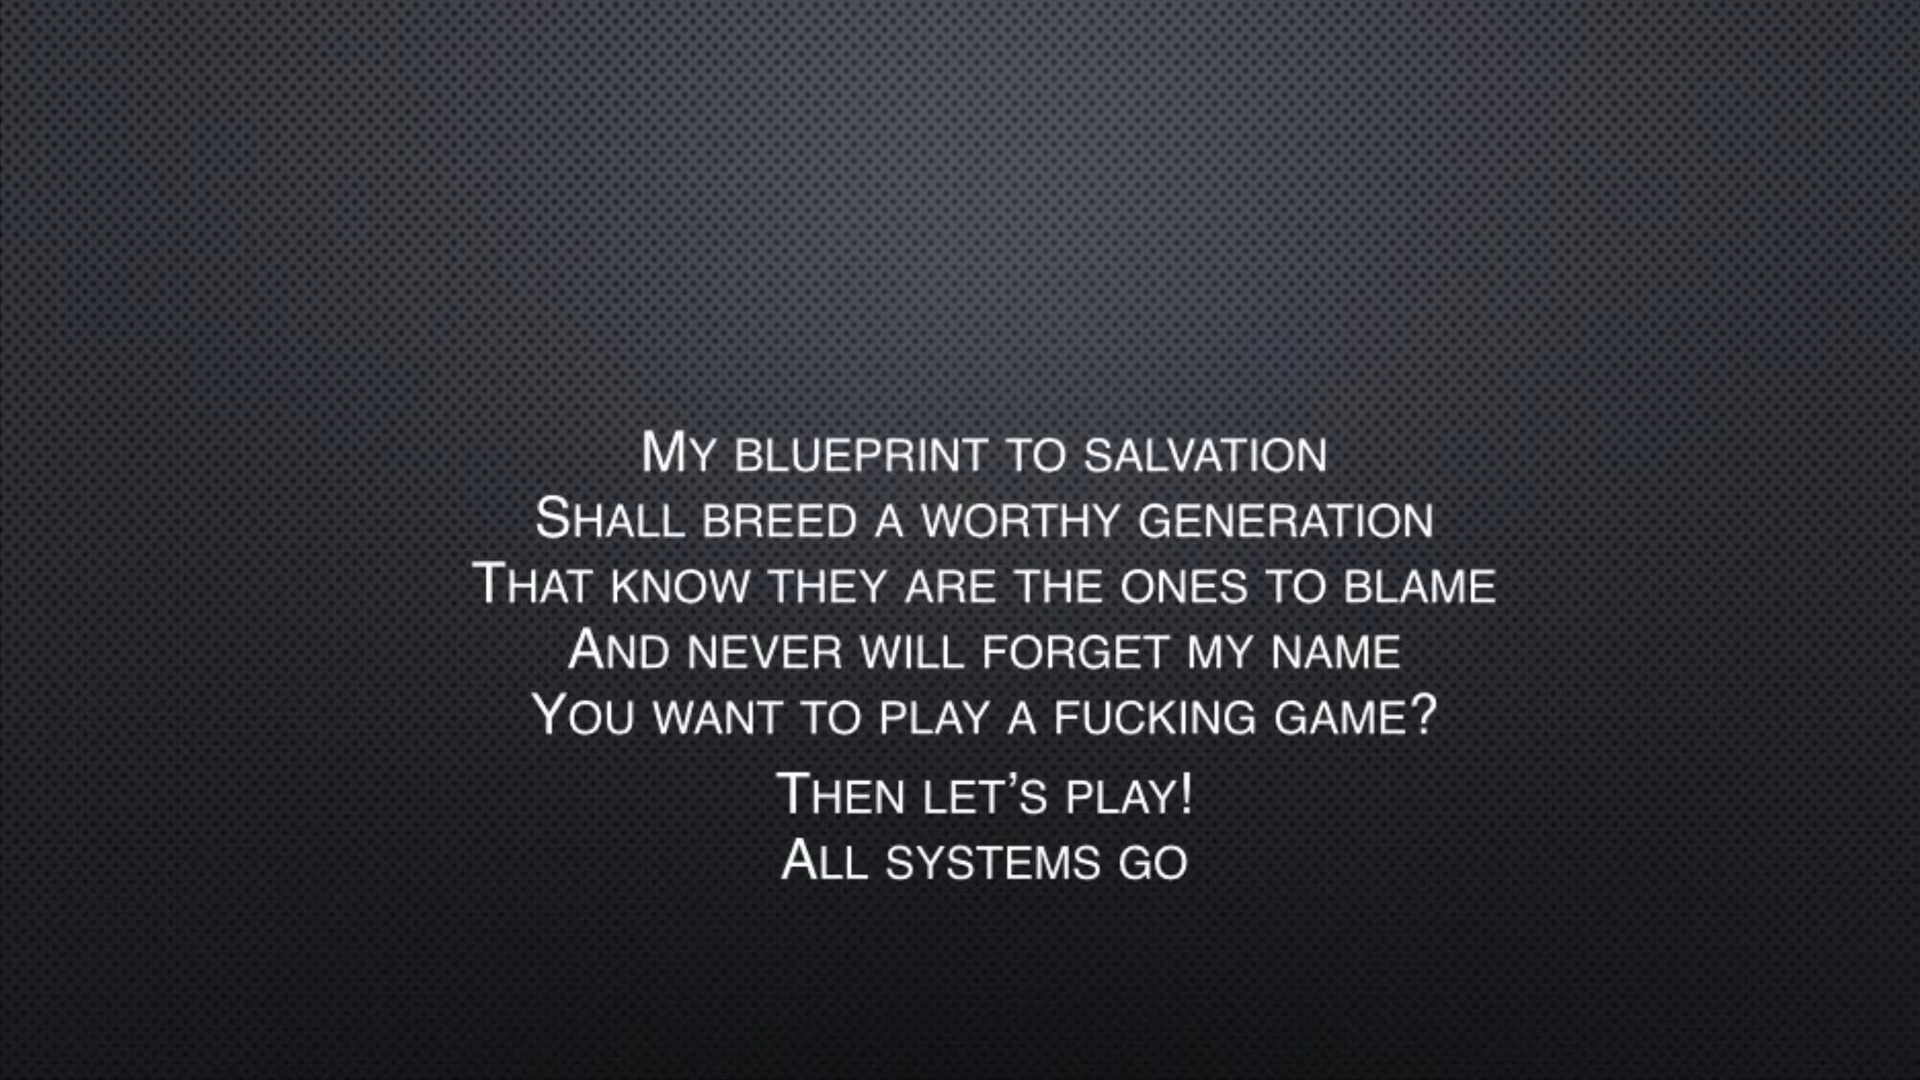 My blueprint to salvation
Shall breed a worthy generation
That know they are the ones to blame
And never will forget my name
You want to play a fucking game?
Then let’s play!
All systems go